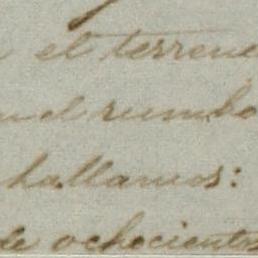 el terreno
el rumbo
hallamos:
de ochocientos